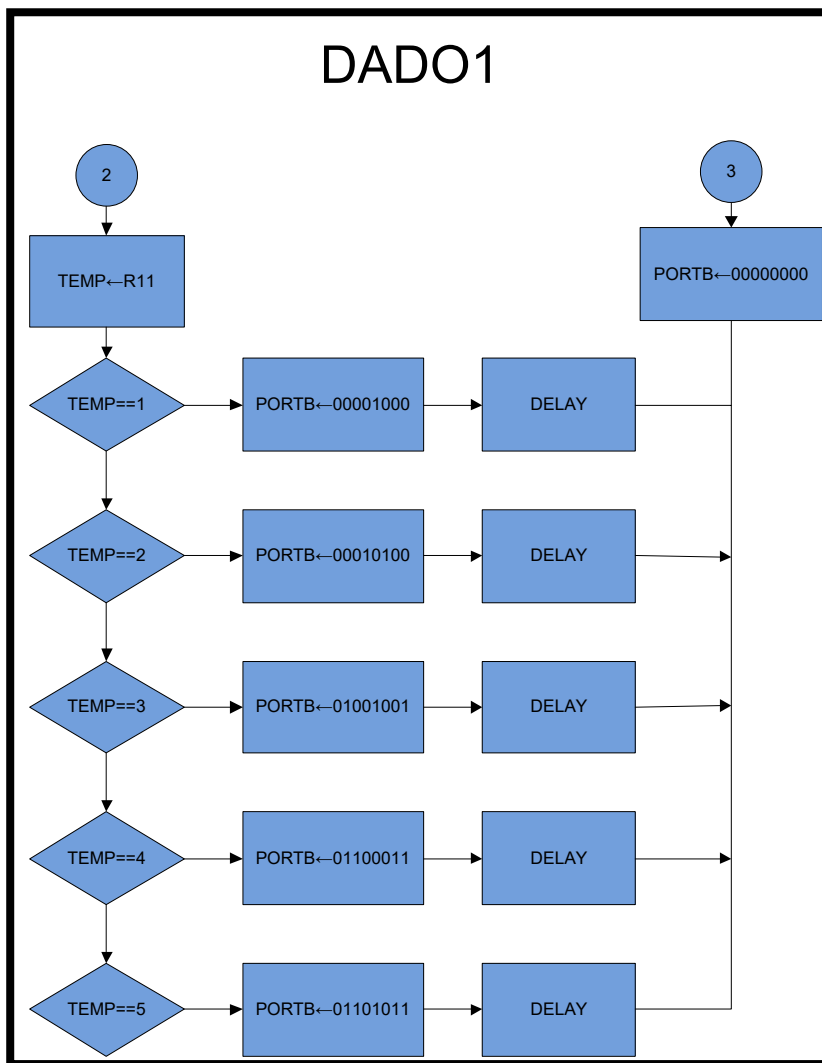 DADO1
2
3
TEMP←R11
PORTB←00000000
TEMP==1
PORTB←00001000
DELAY
TEMP==2
PORTB←00010100
DELAY
TEMP==3
PORTB←01001001
DELAY
TEMP==4
PORTB←01100011
DELAY
TEMP==5
PORTB←01101011
DELAY